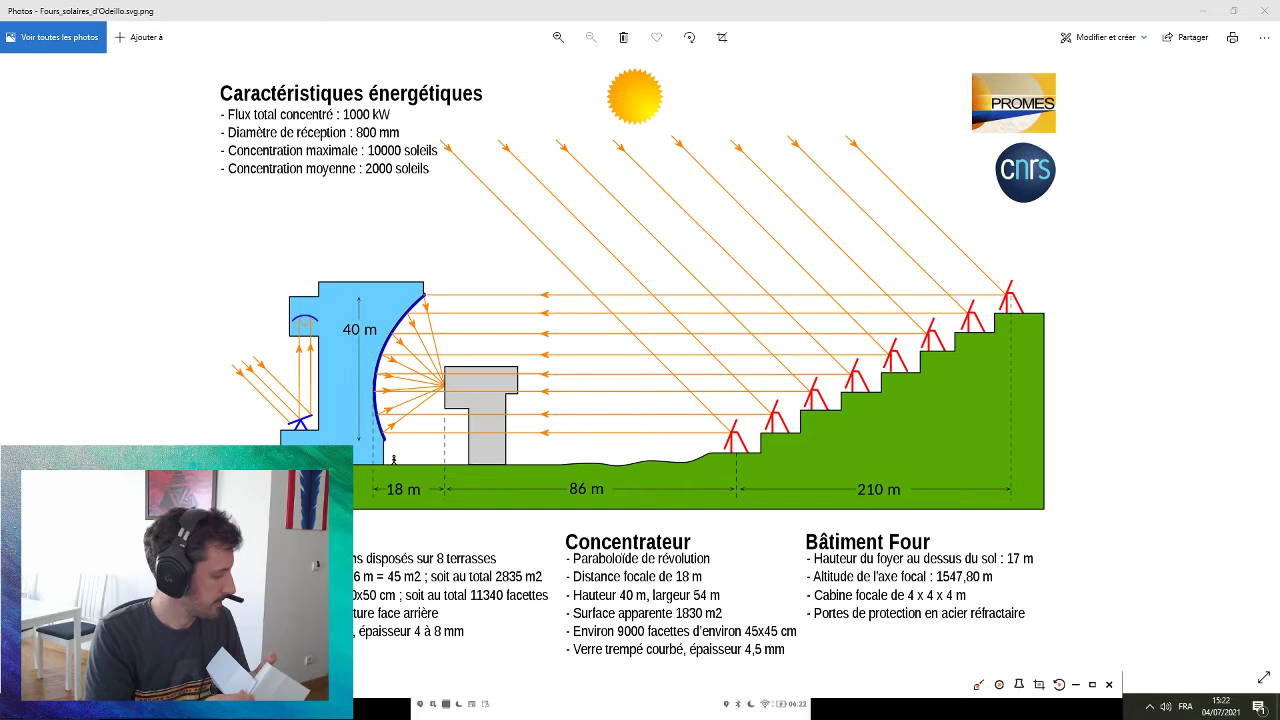 Photos - Fours_solaires_d'Odeillo.svg.png
Voir toutes les photos
Ajouter à
Modifier et créer
Partager
Caractéristiques énergétiques
- Flux total concentré : 1000 kW
- Diamètre de réception : 800 mm
- Concentration maximale : 10000 soleils
- Concentration moyenne : 2000 soleils
PROMES
cnrs
40 m
18 m
86 m
210 m
ns disposés sur 8 terrasses
6 m = 45 m2 ; soit au total 2835 m2
0x50 cm ; soit au total 11340 facettes
ture face arrière
, épaisseur 4 à 8 mm
Concentrateur
- Paraboloïde de révolution
- Distance focale de 18 m
- Hauteur 40 m, largeur 54 m
- Surface apparente 1830 m2
- Environ 9000 facettes d'environ 45x45 cm
- Verre trempé courbé, épaisseur 4,5 mm
Bâtiment Four
- Hauteur du foyer au dessus du sol : 17 m
- Altitude de l'axe focal : 1547,80 m
- Cabine focale de 4 x 4 x 4 m
- Portes de protection en acier réfractaire
06:22
FR
15:22
04/07/2021